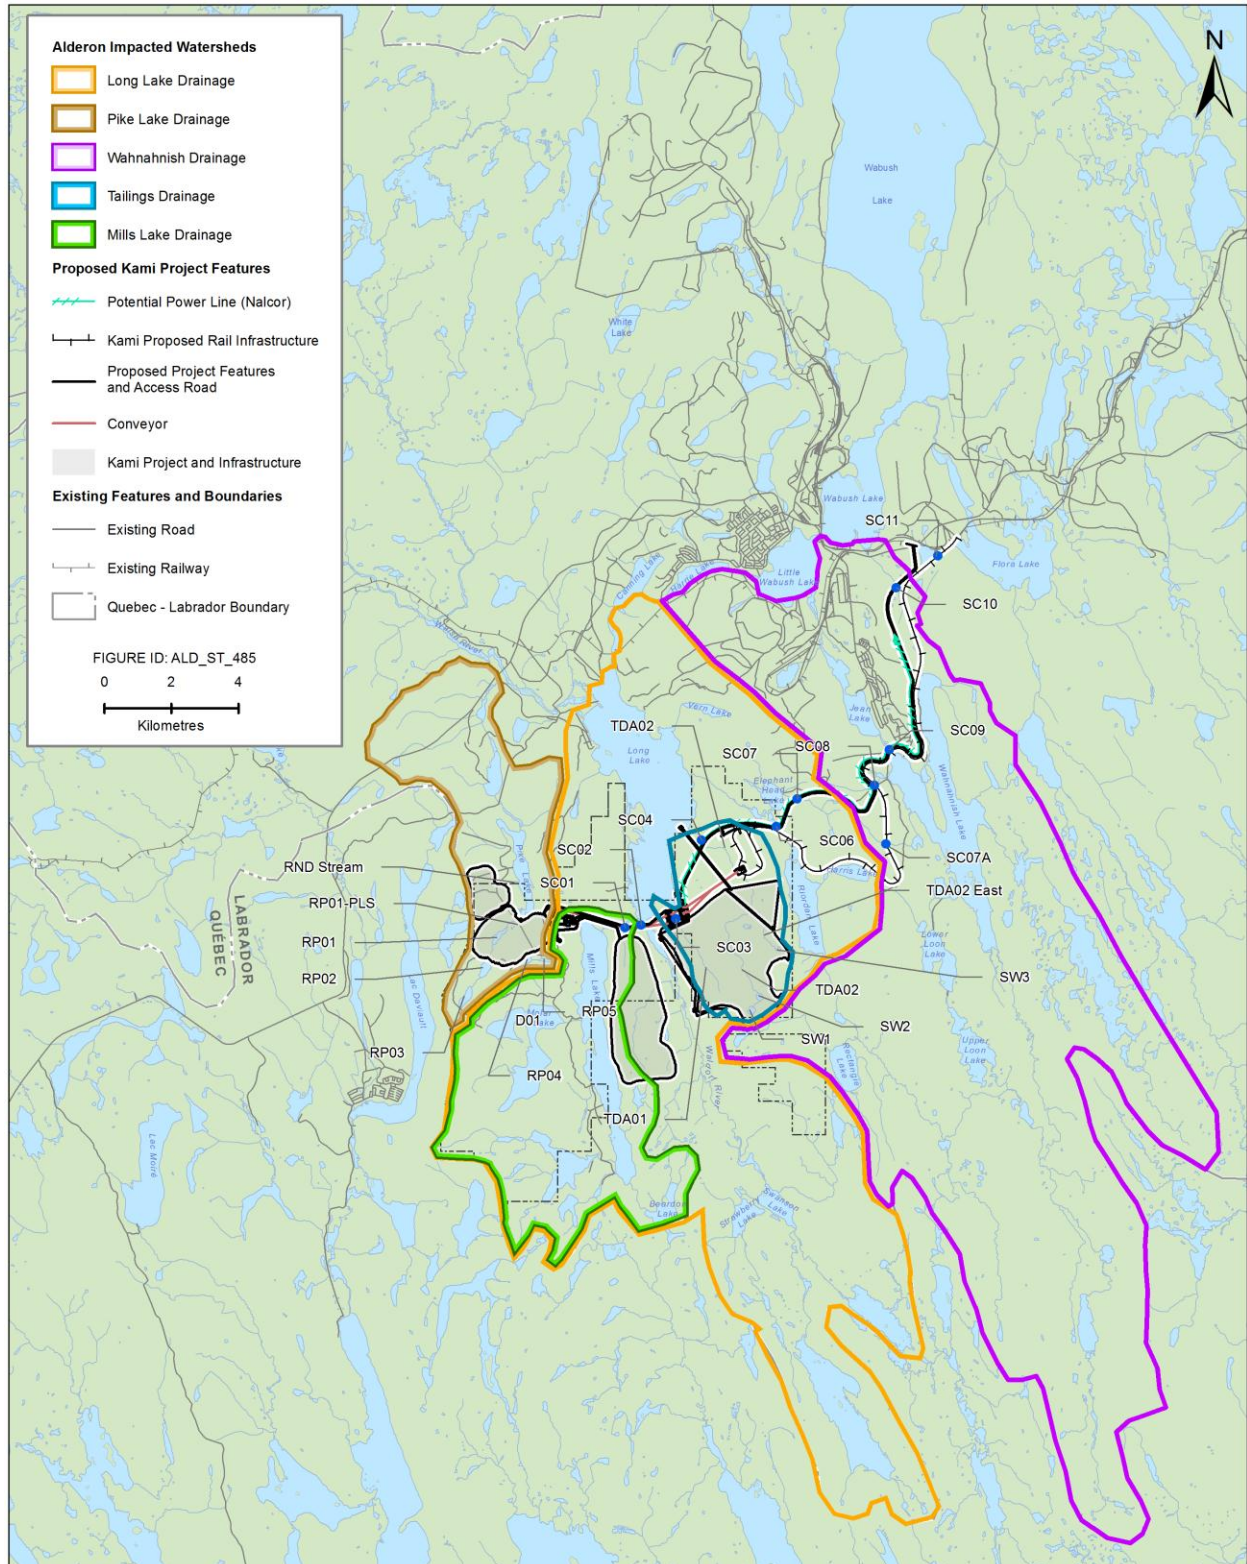 Alderon Impacted Watersheds
Long Lake Drainage
Pike Lake Drainage
Wahnahnish Drainage
Tailings Drainage
Mills Lake Drainage
Proposed Kami Project Features
Potential Power Line (Nalcor)
Kami Proposed Rail Infrastructure
Proposed Project Features
and Access Road
Conveyor
Kami Project and Infrastructure
Existing Features and Boundaries
Existing Road
Existing Railway
Quebec - Labrador Boundary
FIGURE ID: ALD_ST_485
0 2 4
Kilometres
N
Wabush
Lake
White
Lake
Wabush Lake
SC11
Flora Lake
Canning Lake
Harrie Lake
Little
Wabush Lake
SC10
Walsh River
Vern Lake
Jean
Lake
TDA02
SC09
Long
Lake
SC07
SC08
Elephant
Head
Lake
Wahnahnish Lake
SC04
SC02
SC06
SC07A
Pike Lake
Harris Lake
RND Stream
SC01
TDA02 East
RP01-PLS
LABRADOR
QUÉBEC
Riordan Lake
RP01
Lower
Loon
Lake
SC03
Mills Lake
SW3
RP02
Lac Daviault
TDA02
D01
Lake
RP05
SW2
SW1
RP03
Upper
Loon
Lake
Rectangle
Lake
RP04
River
TDA01
Lac Moire
Strawberry
Lake
Swanson
Lake
Lake